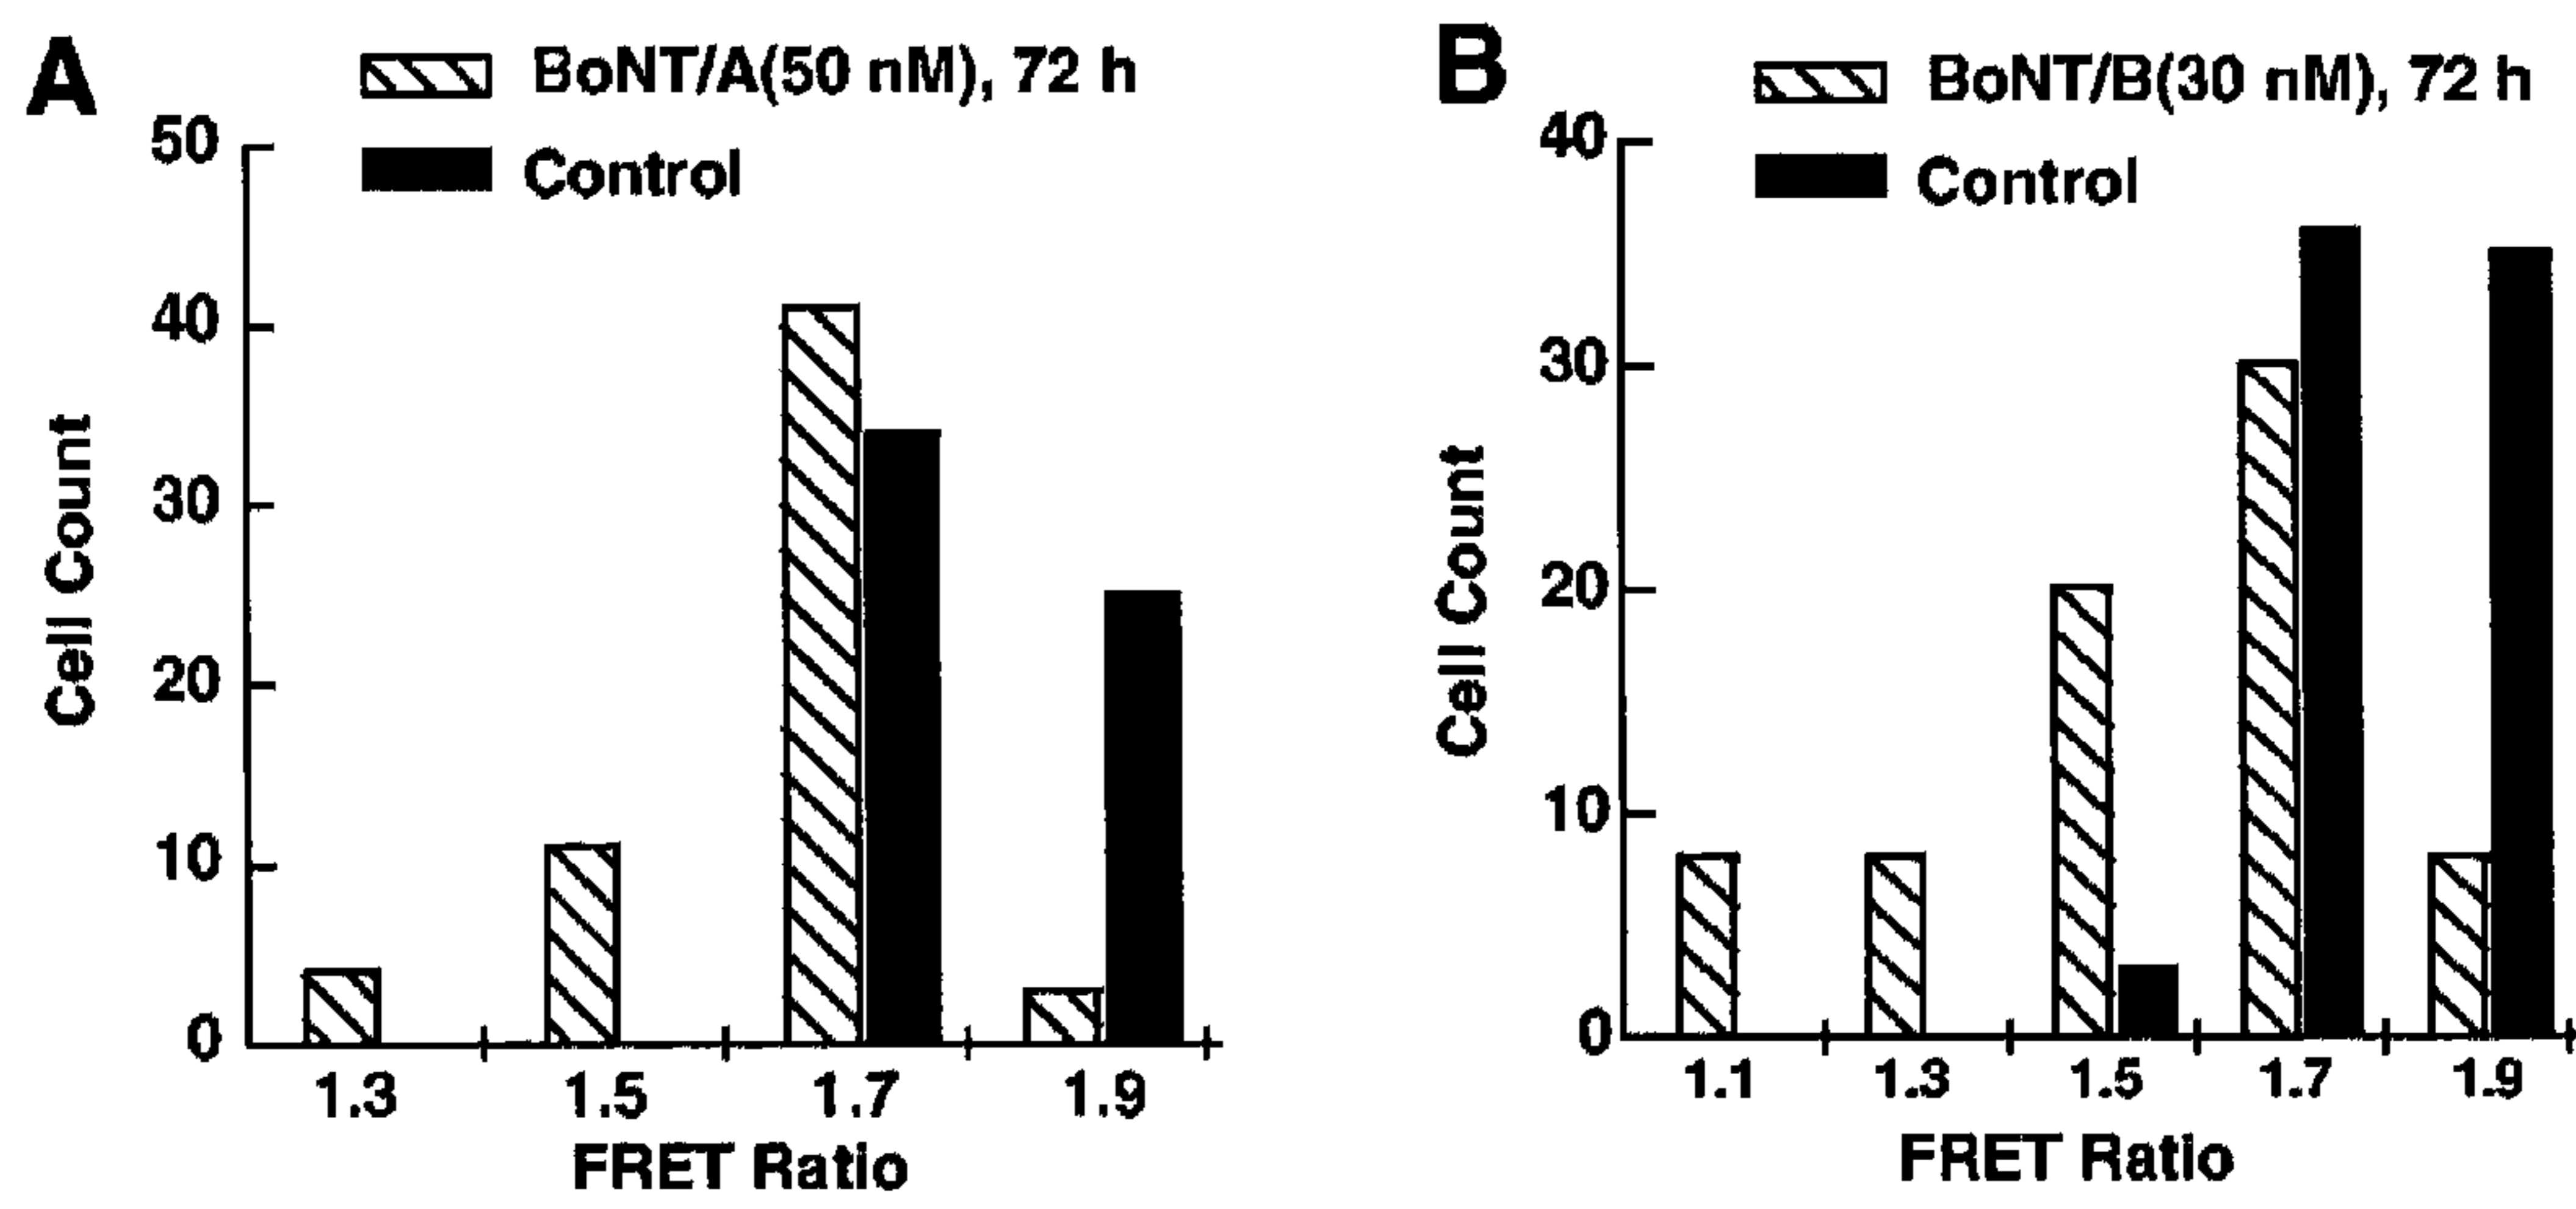 A
BoNT/A(50 nM), 72 h
Control
50
40
30
20
10
0
Cell Count
1.3 1.5 1.7 1.9
FRET Ratio
B
BoNT/B(30 nM), 72 h
Control
40
30
20
10
0
Cell Count
1.1 1.3 1.5 1.7 1.9
FRET Ratio